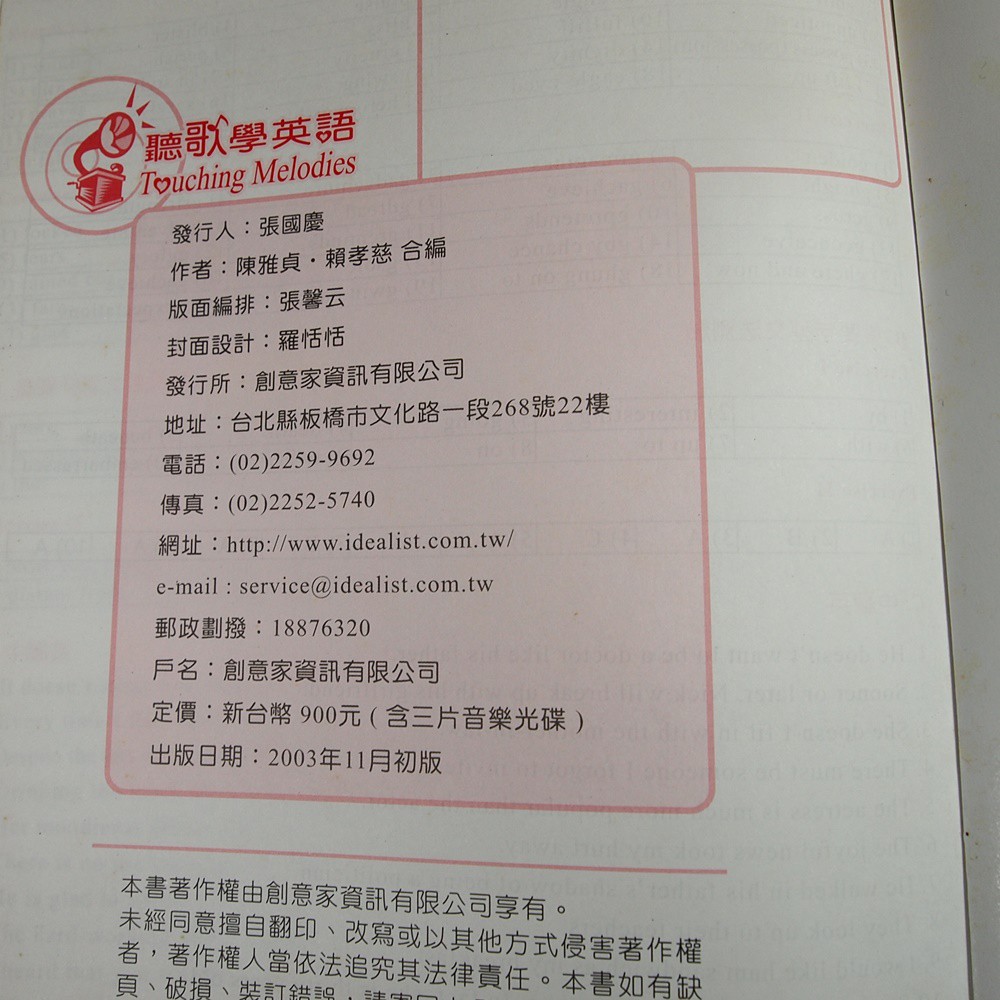 聽歌學英語
Touching Melodies
發行人：張國慶
作者：陳雅貞・賴孝慈 合編
版面編排：張馨云
封面設計：羅恬恬
發行所：創意家資訊有限公司
地址：台北縣板橋市文化路一段268號22樓
電話：(02)2259-9692
傳真：(02)2252-5740
網址：http://www.idealist.com.tw/
e-mail : service@idealist.com.tw
郵政劃撥：18876320
戶名：創意家資訊有限公司
定價：新台幣 900元 ( 含三片音樂光碟 )
出版日期：2003年11月初版
本書著作權由創意家資訊有限公司享有。
未經同意擅自翻印、改寫或以其他方式侵害著作權
者，著作權人當依法追究其法律責任。本書如有缺
頁、破損、裝訂錯誤，請寄回